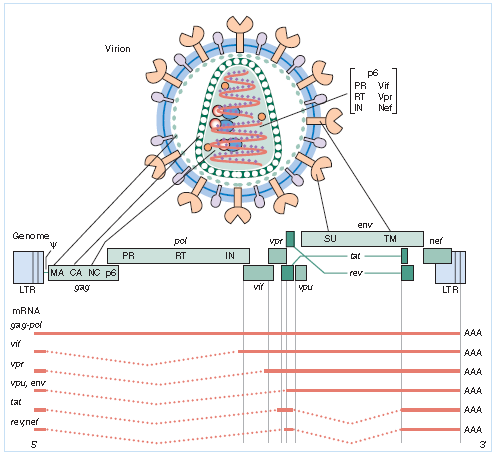 Virion
p6
PR Vif
RT Vpr
IN Nef
env
Genome
Ψ
pol
vpr
SU TM
nef
PR RT IN
tat
MA CA NC p6
rev
LTR
gag
vif
vpu
LTR
mRNA
gag-pol
AAA
vif
AAA
vpr
AAA
vpu, env
AAA
tat
AAA
rev,nef
AAA
5'
3'